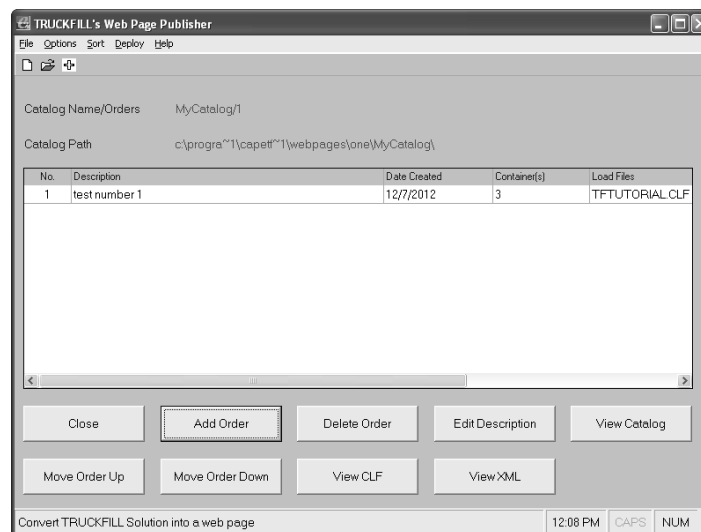 TRUCKFILL's Web Page Publisher
File Options Sort Deploy Help
Catalog Name/Orders MyCatalog/1
Catalog Path c:\progra~1\capetf~1\webpages\one\MyCatalog\
No. Description Date Created Container(s) Load Files
1 test number 1 12/7/2012 3 TFTUTORIAL.CLF
Close Add Order Delete Order Edit Description View Catalog
Move Order Up Move Order Down View CLF View XML
Convert TRUCKFILL Solution into a web page 12:08 PM CAPS NUM